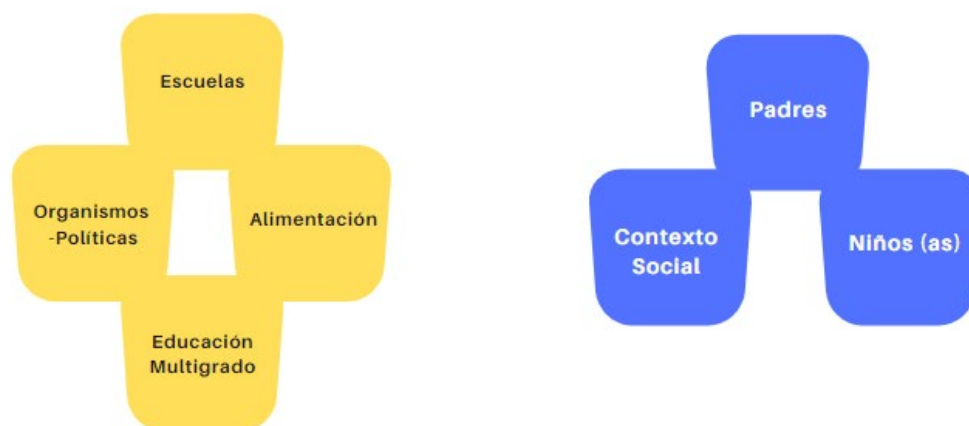 Escuelas
Organismos
-Políticas
Alimentación
Educación
Multigrado
Padres
Contexto
Social
Niños (as)